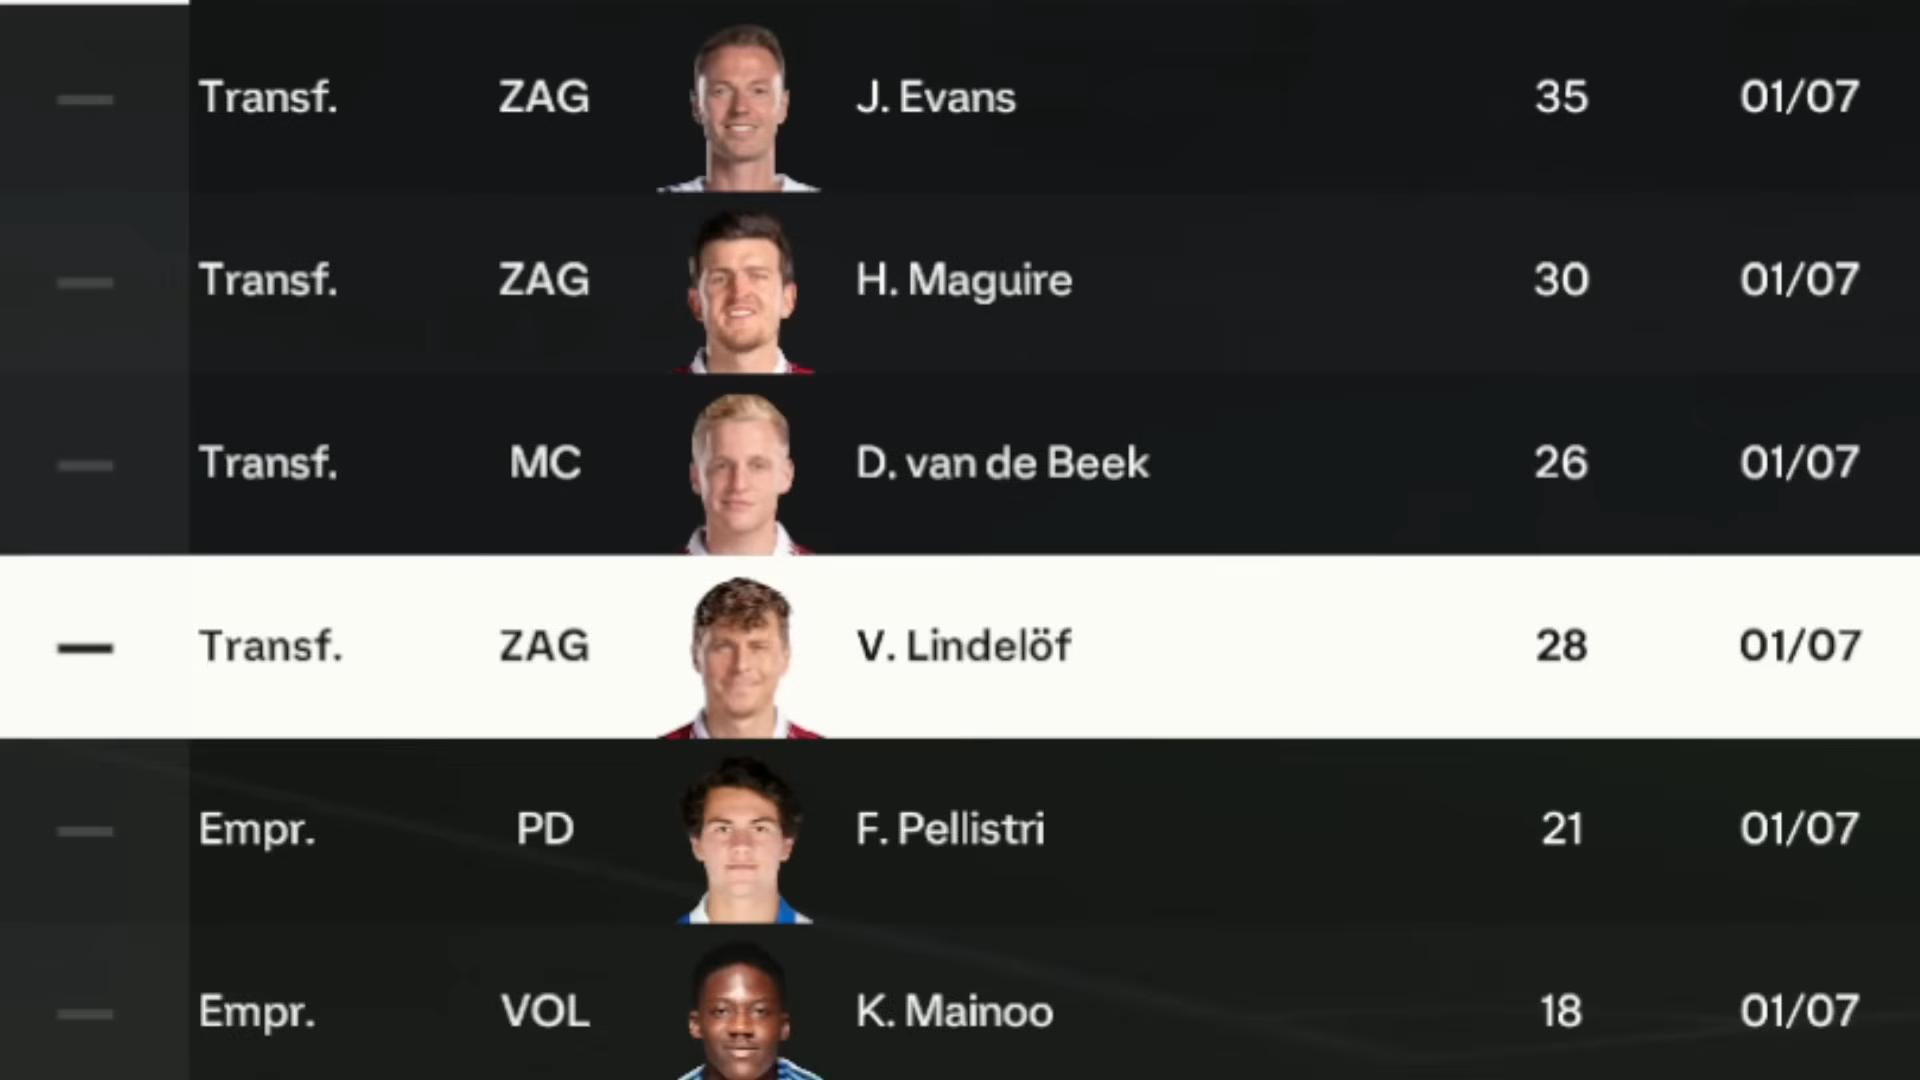 Transf. ZAG J. Evans 35 01/07
Transf. ZAG H. Maguire 30 01/07
Transf. MC D. van de Beek 26 01/07
Transf. ZAG V. Lindelöf 28 01/07
Empr. PD F. Pellistri 21 01/07
Empr. VOL K. Mainoo 18 01/07